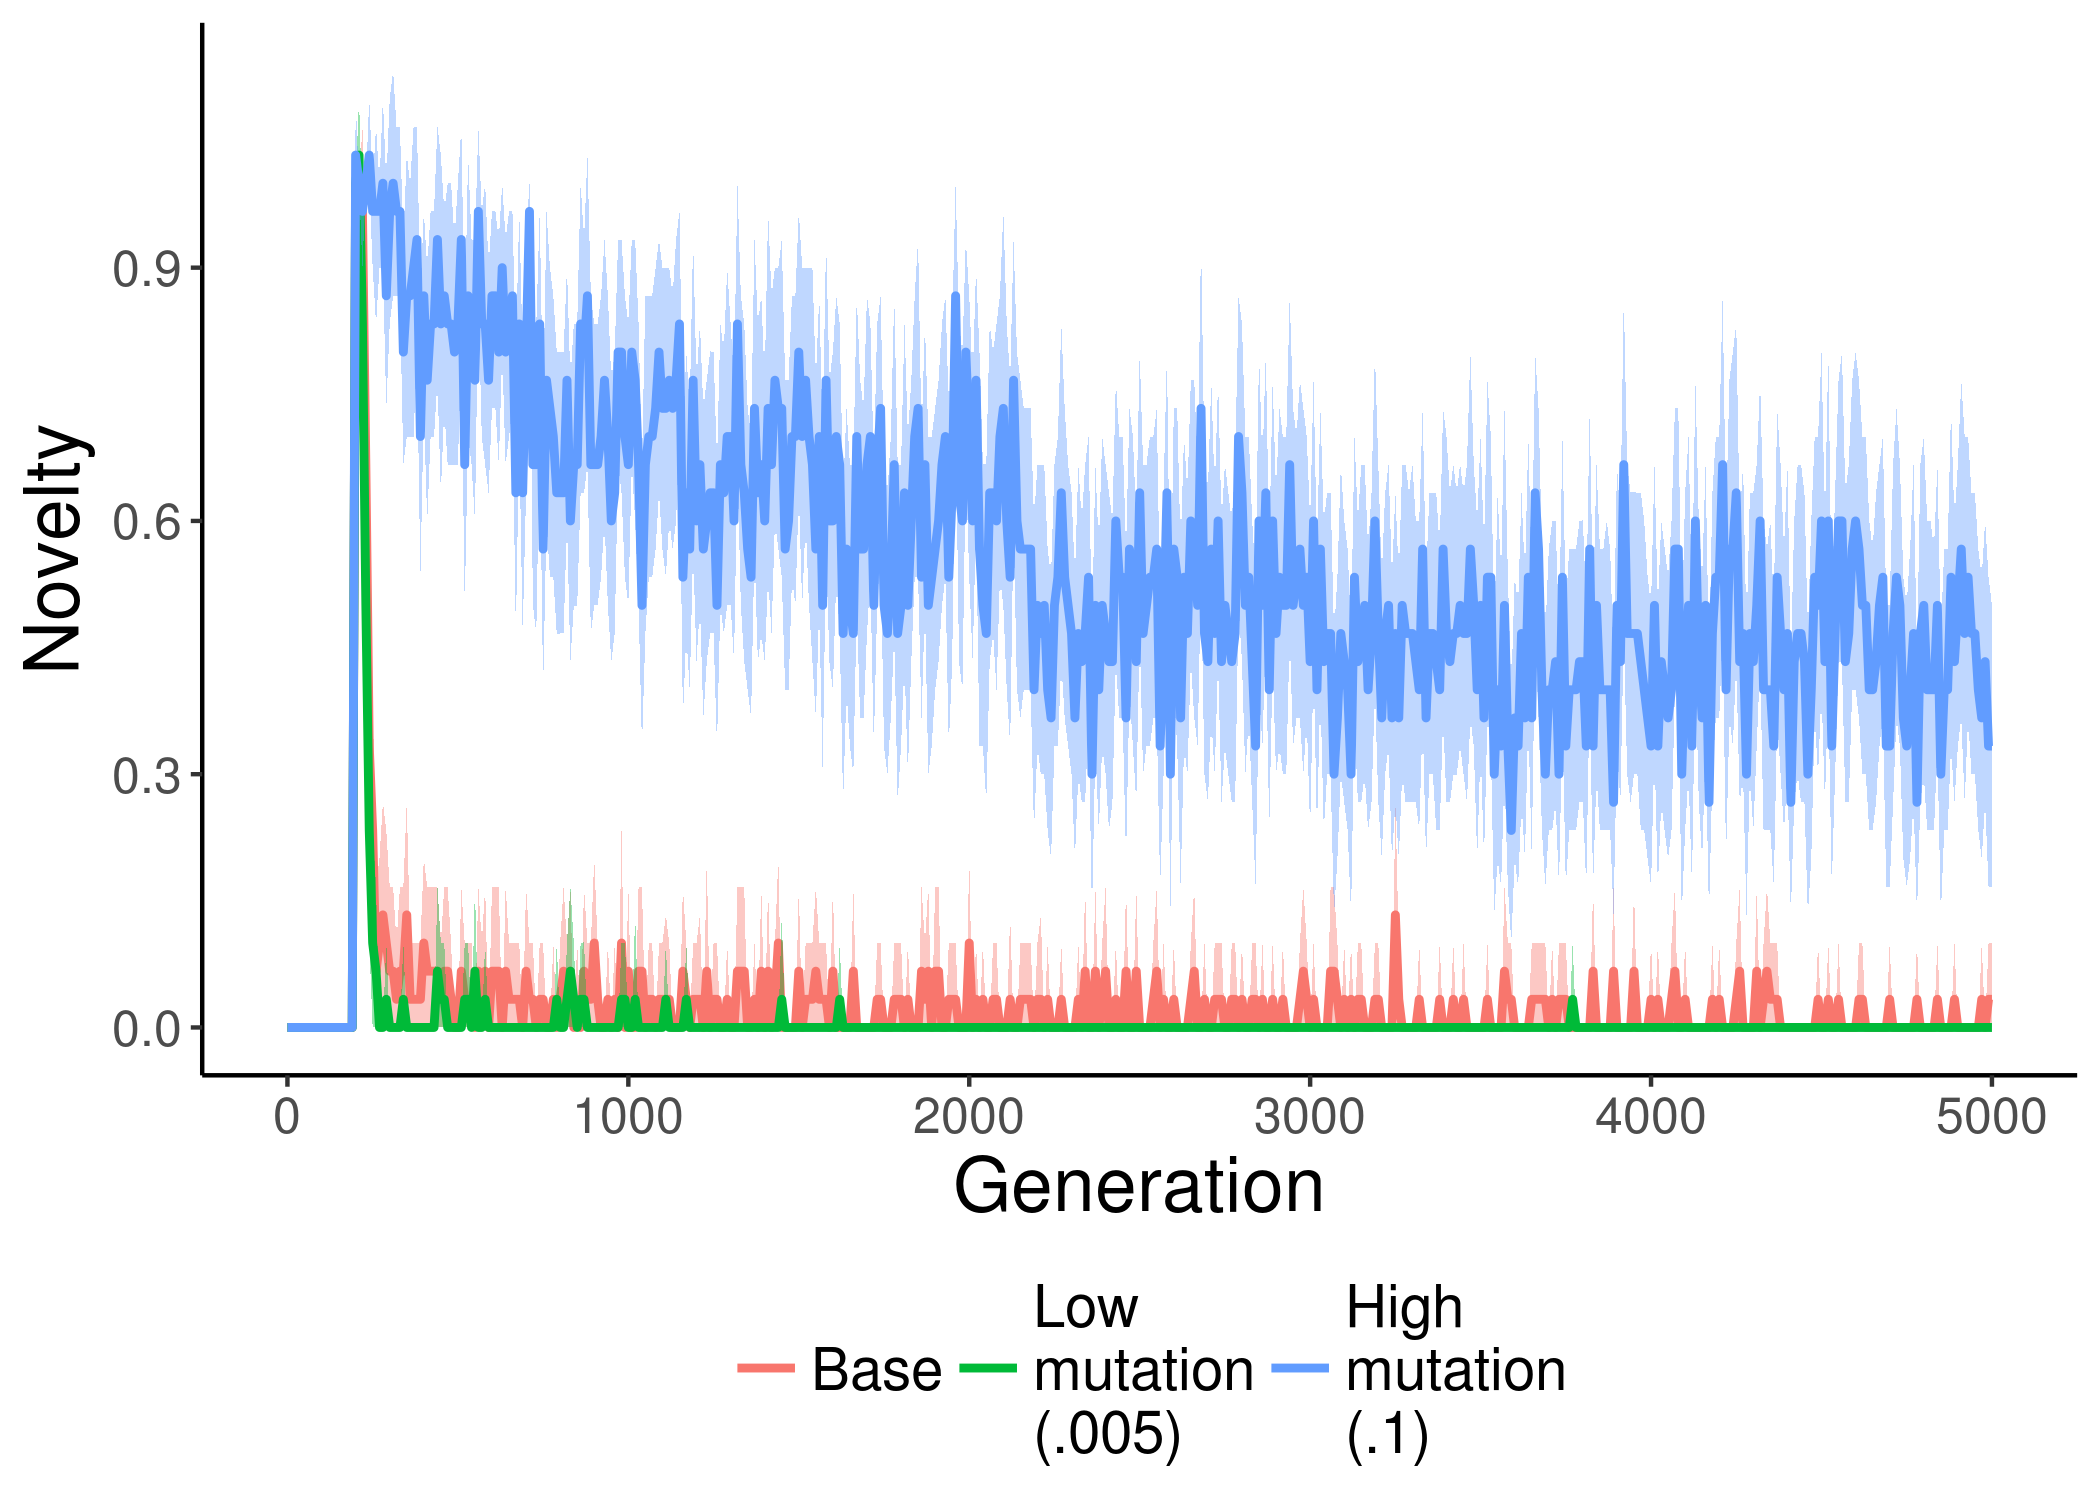 Novelty
0.9
0.6
0.3
0.0
0 1000 2000 3000 4000 5000
Generation
Base
Low
mutation
(.005)
High
mutation
(.1)